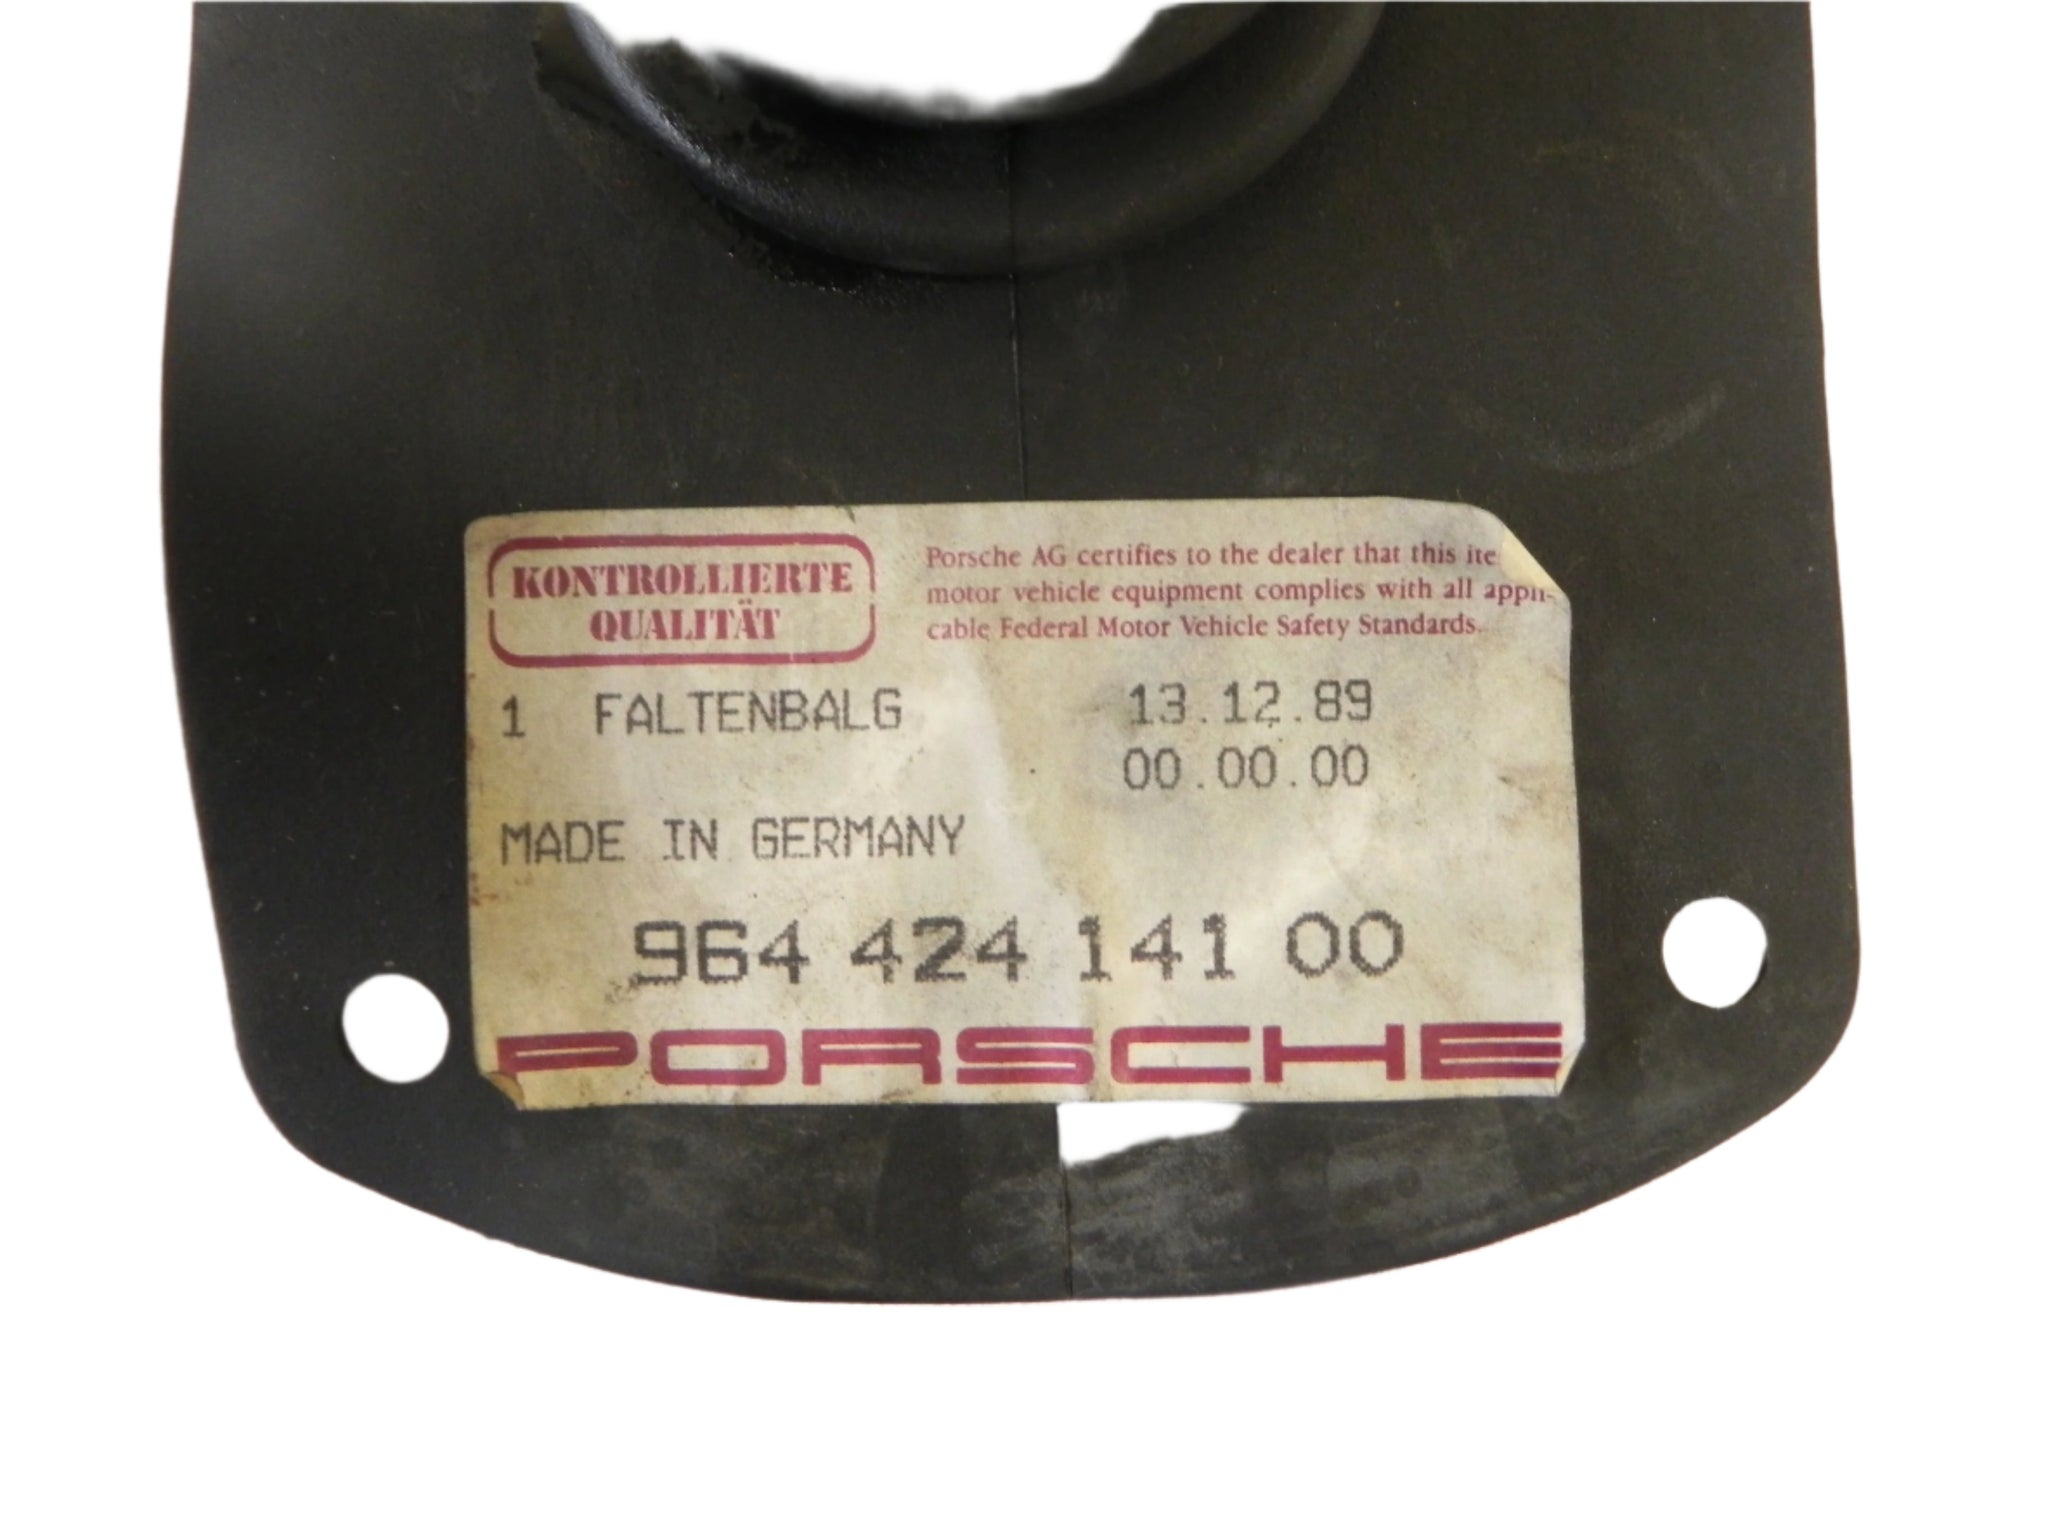 KONTROLLIERTE
QUALITÄT
Porsche AG certifies to the dealer that this
motor vehicle equipment complies with all appli-
cable Federal Motor Vehicle Safety Standards.
1 FALTENBALG 13.12.89
00.00.00
MADE IN GERMANY
964 424 141 00
PORSCHE